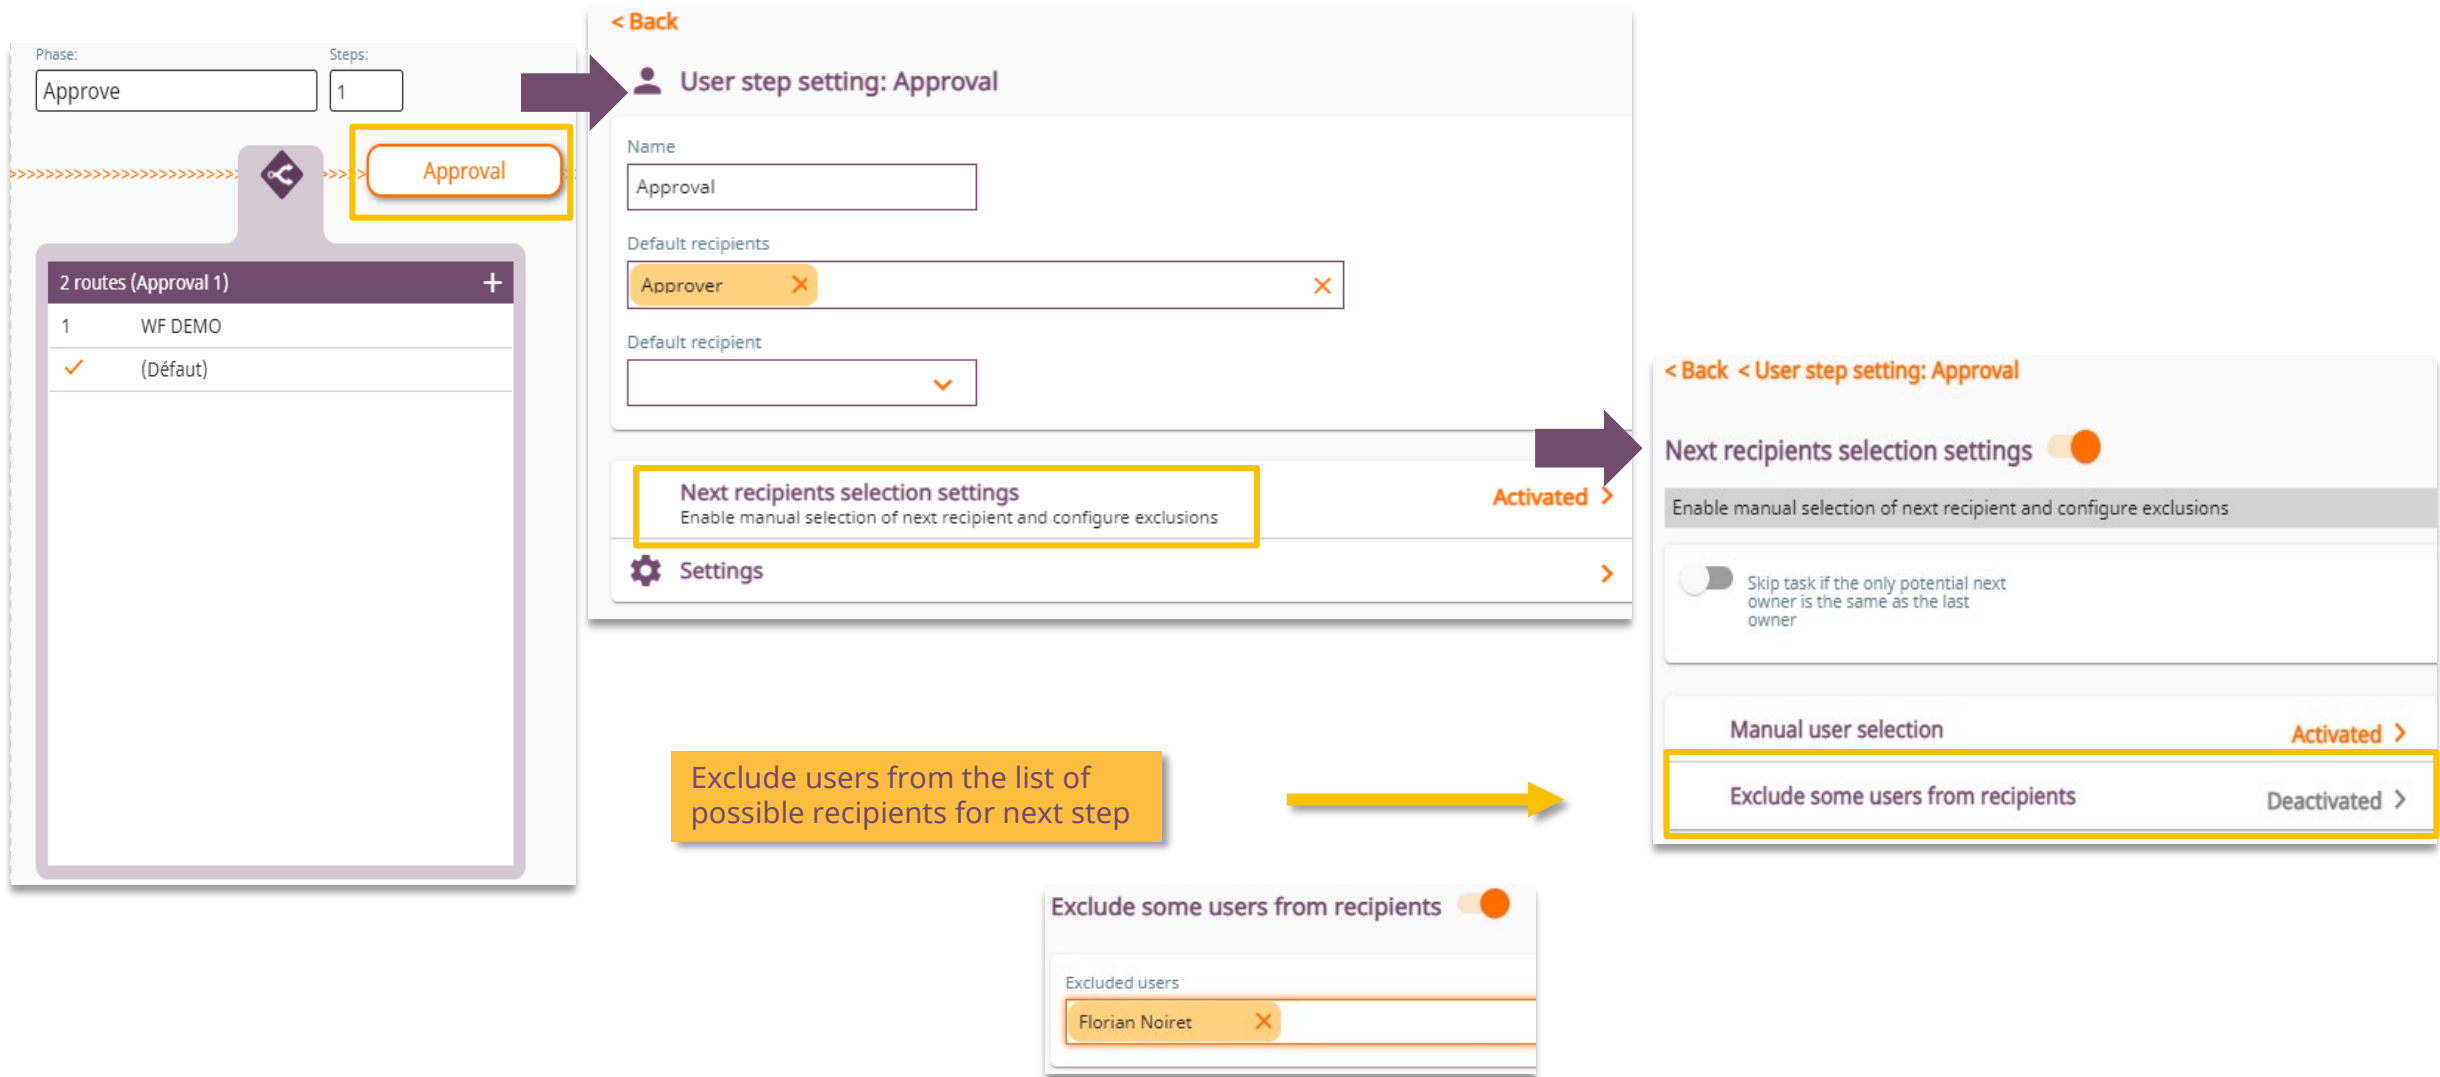 Phase:
Steps:
Approve
1
Approval
2 routes (Approval 1)
1 WF DEMO
(Défaut)
< Back
User step setting: Approval
Name
Approval
Default recipients
Approver
Default recipient
Next recipients selection settings
Enable manual selection of next recipient and configure exclusions
Activated
Settings
< Back < User step setting: Approval
Next recipients selection settings
Enable manual selection of next recipient and configure exclusions
Skip task if the only potential next
owner is the same as the last
owner
Manual user selection
Activated
Exclude some users from recipients
Deactivated
Exclude users from the list of
possible recipients for next step
Exclude some users from recipients
Excluded users
Florian Noiret